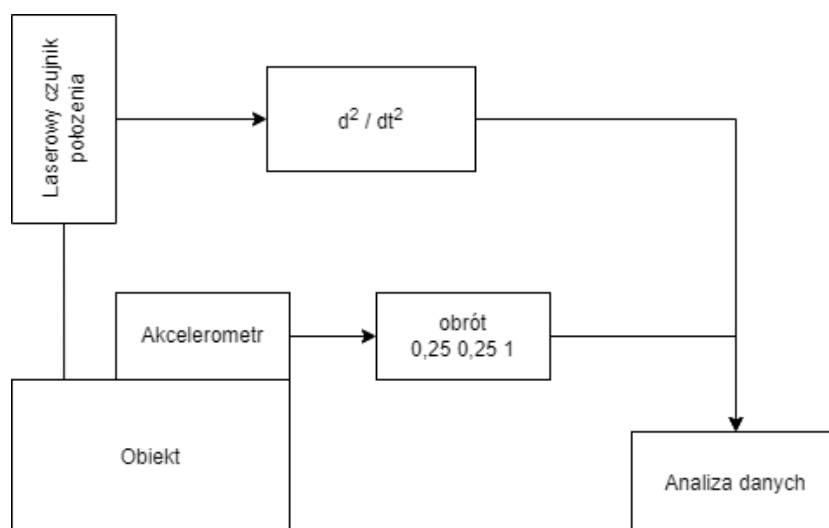 Laserowy czujnik
położenia
d² / dt²
Akcelerometr
obrót
0,25 0,25 1
Obiekt
Analiza danych